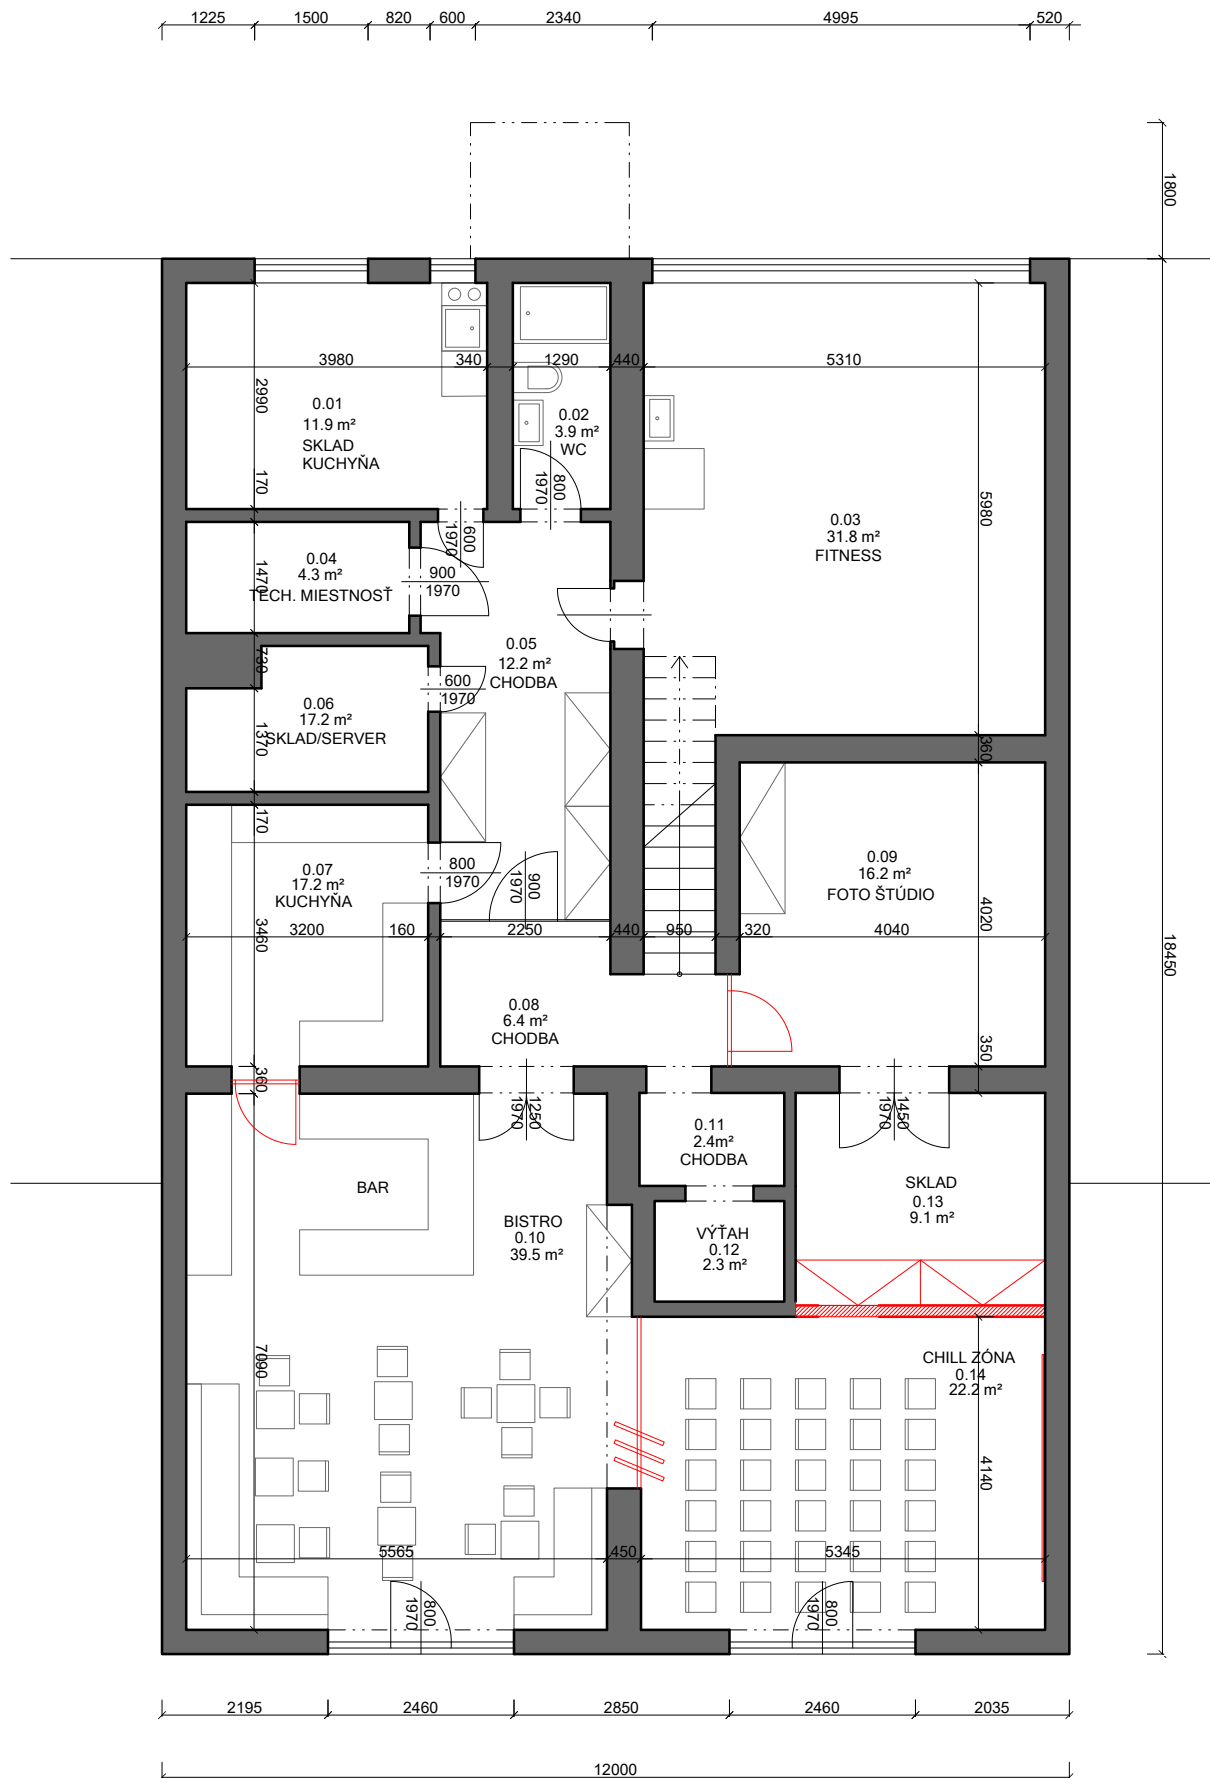 1225 1500 820 600 2340 4995 520
1800
3980 340 1290 440 5310
2990
0.01
11.9 m²
SKLAD
KUCHYŇA
0.02
3.9 m²
WC
170
800
1970
600
1970
5980
0.03
31.8 m²
FITNESS
0.04
4.3 m²
TECH. MIESTNOSŤ
1470
900
1970
0.05
12.2 m²
CHODBA
730
600
1970
0.06
17.2 m²
SKLAD/SERVER
1370
360
170
0.07
17.2 m²
KUCHYŇA
800
1970
900
1970
0.09
16.2 m²
FOTO ŠTÚDIO
4020
3200 160 2250 440 950 320 4040
3460
18450
0.08
6.4 m²
CHODBA
350
360
1250
1970
1450
1970
0.11
2.4m²
CHODBA
BAR
SKLAD
0.13
9.1 m²
BISTRO
0.10
39.5 m²
VÝŤAH
0.12
2.3 m²
7090
CHILL ZÓNA
0.14
22.2 m²
4140
5565 450 5345
800
1970
800
1970
2195 2460 2850 2460 2035
12000